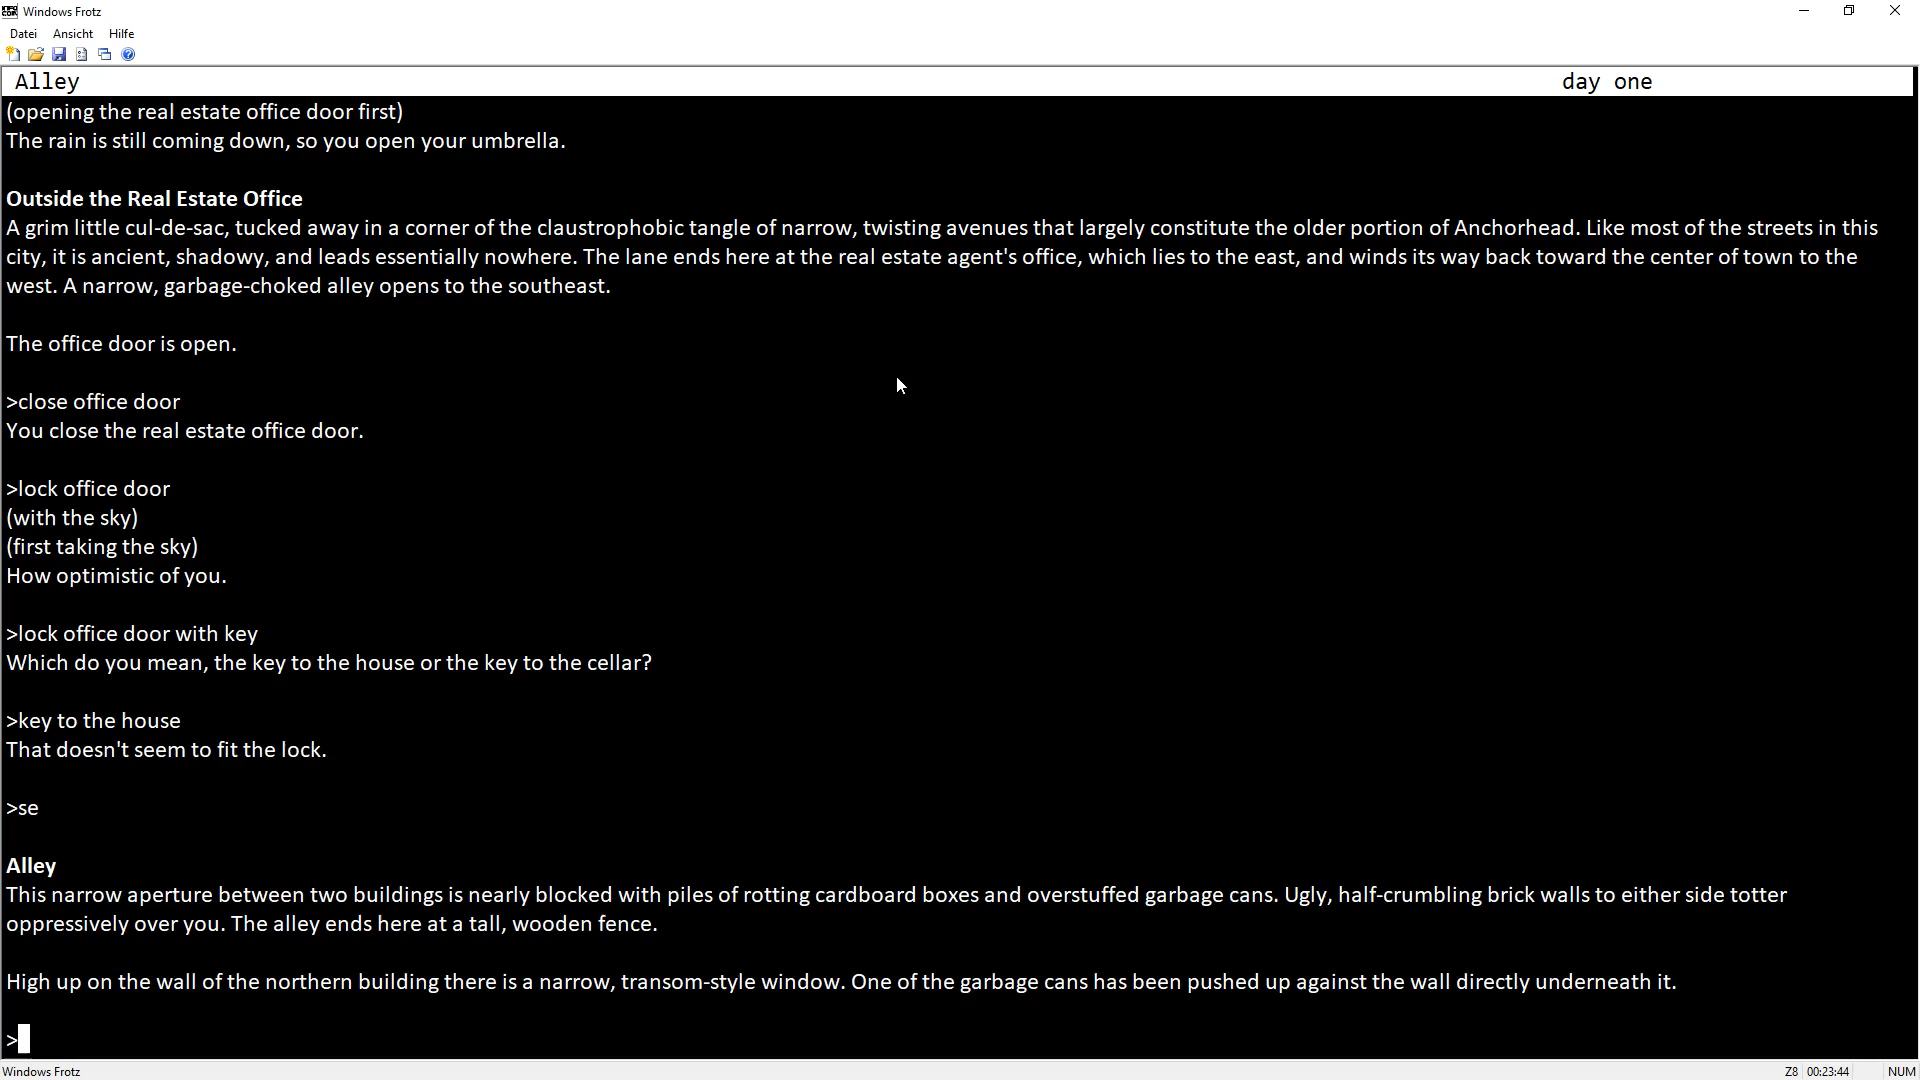 Windows Frotz
Datei Ansicht Hilfe
Alley day one
(opening the real estate office door first)
The rain is still coming down, so you open your umbrella.
Outside the Real Estate Office
A grim little cul-de-sac, tucked away in a corner of the claustrophobic tangle of narrow, twisting avenues that largely constitute the older portion of Anchorhead. Like most of the streets in this
city, it is ancient, shadowy, and leads essentially nowhere. The lane ends here at the real estate agent's office, which lies to the east, and winds its way back toward the center of town to the
west. A narrow, garbage-choked alley opens to the southeast.
The office door is open.
>close office door
You close the real estate office door.
>lock office door
(with the sky)
(first taking the sky)
How optimistic of you.
>lock office door with key
Which do you mean, the key to the house or the key to the cellar?
>key to the house
That doesn't seem to fit the lock.
>se
Alley
This narrow aperture between two buildings is nearly blocked with piles of rotting cardboard boxes and overstuffed garbage cans. Ugly, half-crumbling brick walls to either side totter
oppressively over you. The alley ends here at a tall, wooden fence.
High up on the wall of the northern building there is a narrow, transom-style window. One of the garbage cans has been pushed up against the wall directly underneath it.
>
Windows Frotz Z8 00:23:44 NUM